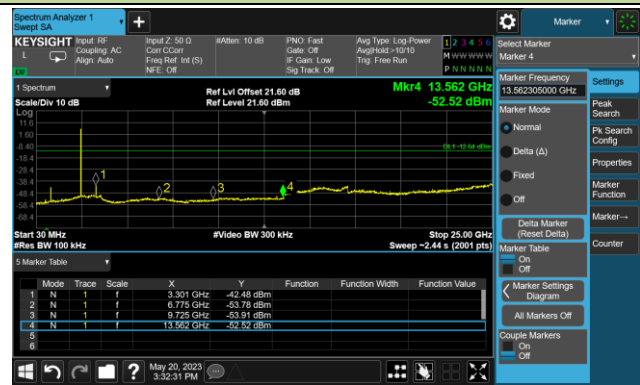 Spectrum Analyzer 1
Swept SA
Marker
KEYSIGHT
L
Input: RF
Coupling: AC
Align: Auto
Input Z: 50 Ω
Corr CCorr
Freq Ref: Int (S)
NFE: Off
#Atten: 10 dB
PNO: Fast
Gate: Off
IF Gain: Low
Sig Track: Off
Avg Type: Log-Power
Avg|Hold:>10/10
Trig: Free Run
1 2 3 4 5 6
M W W W W W
P N N N N N
LW
Select Marker
Marker 4
1 Spectrum
Scale/Div 10 dB
Log
Ref Lvl Offset 21.60 dB
Ref Level 21.60 dBm
Mkr4 13.562 GHz
-52.52 dBm
11.6
1.60
-8.40
-18.4
-28.4
-38.4
-48.4
-58.4
-68.4
DL1 -12.64 dBm
1
2
3
4
Start 30 MHz
#Res BW 100 kHz
#Video BW 300 kHz
Stop 25.00 GHz
Sweep ~2.44 s (2001 pts)
5 Marker Table
Mode Trace Scale X Y Function Function Width Function Value
1 N 1 f 3.301 GHz -42.48 dBm
2 N 1 f 6.775 GHz -53.78 dBm
3 N 1 f 9.725 GHz -53.91 dBm
4 N 1 f 13.562 GHz -52.52 dBm
5
6
Marker Frequency
13.562305000 GHz
Marker Mode
Normal
Delta (Δ)
Fixed
Off
Delta Marker
(Reset Delta)
Marker Table
On
Off
Marker Settings
Diagram
All Markers Off
Couple Markers
On
Off
Settings
Peak
Search
Pk Search
Config
Properties
Marker
Function
Marker→
Counter
May 20, 2023
3:32:31 PM